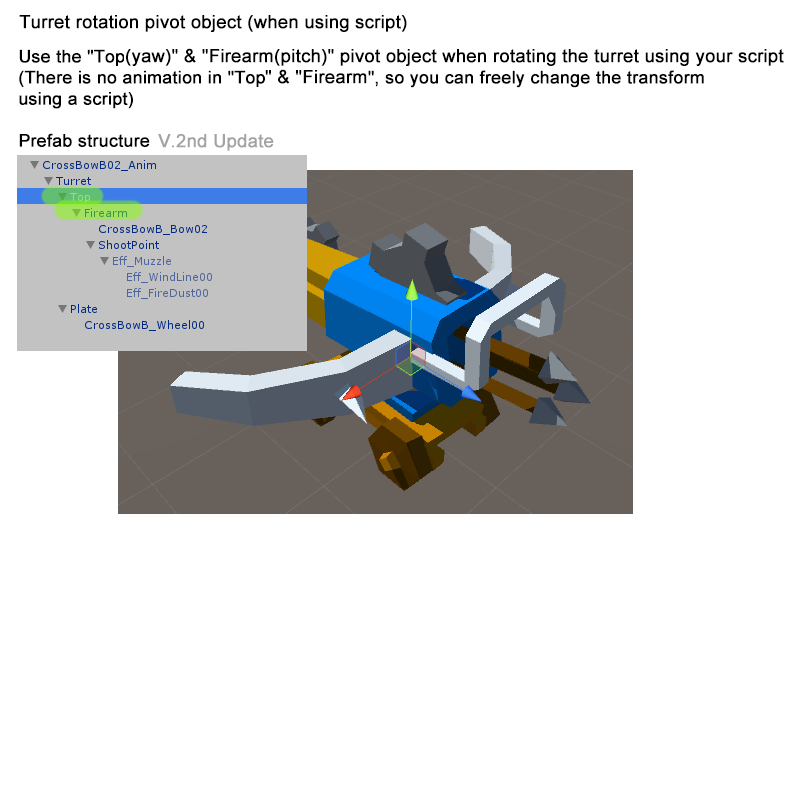 Turret rotation pivot object (when using script)
Use the "Top(yaw)" & "Firearm(pitch)" pivot object when rotating the turret using your script
(There is no animation in "Top" & "Firearm", so you can freely change the transform
using a script)
Prefab structure V.2nd Update
CrossBowB02_Anim
Turret
Top
Firearm
CrossBowB_Bow02
ShootPoint
Eff_Muzzle
Eff_WindLine00
Eff_FireDust00
Plate
CrossBowB_Wheel00